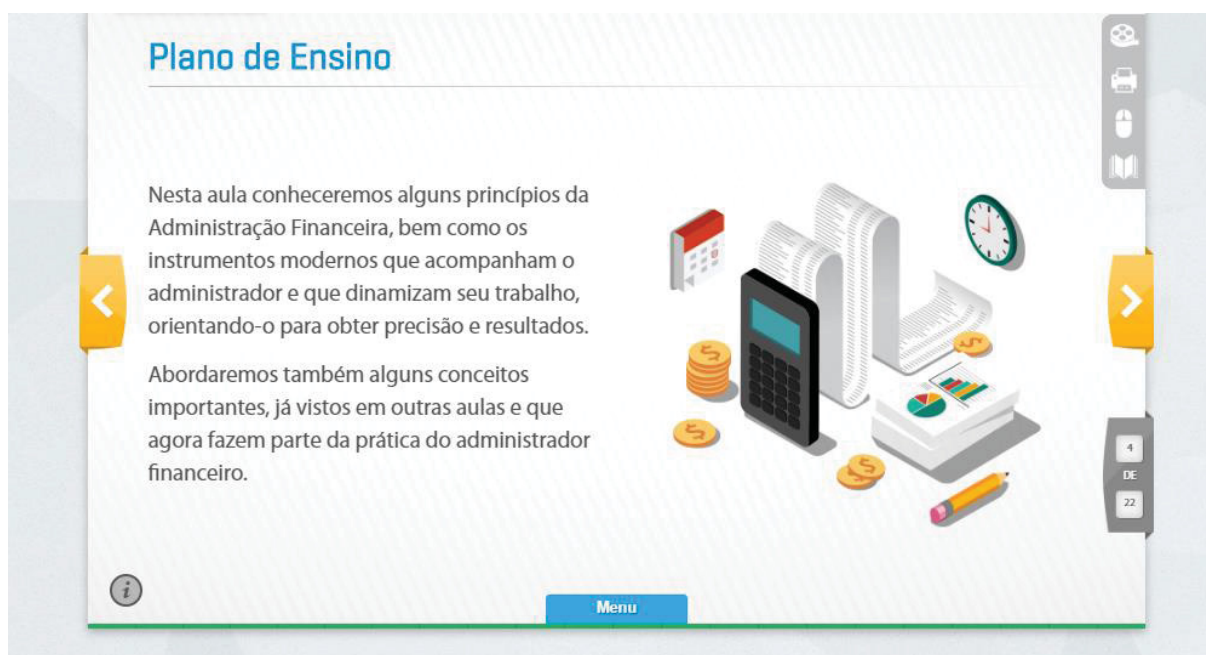 Plano de Ensino
Nesta aula conheceremos alguns princípios da
Administração Financeira, bem como os
instrumentos modernos que acompanham o
administrador e que dinamizam seu trabalho,
orientando-o para obter precisão e resultados.
Abordaremos também alguns conceitos
importantes, já vistos em outras aulas e que
agora fazem parte da prática do administrador
financeiro.
4
DE
22
i
Menu